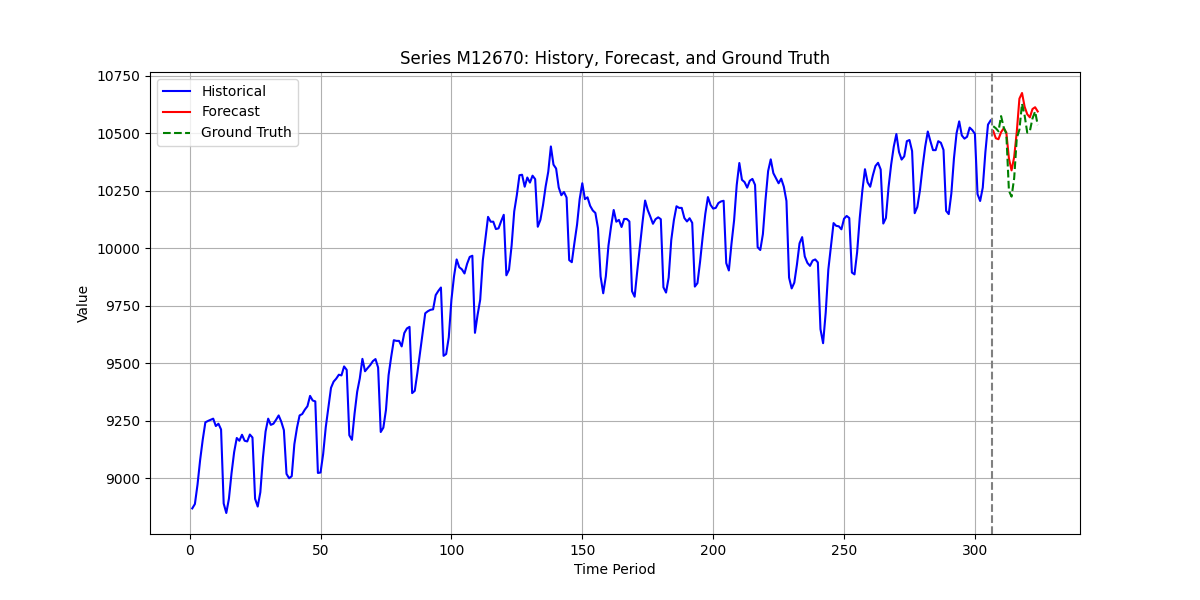 Series M12670: History, Forecast, and Ground Truth
Historical
Forecast
Ground Truth
10750
10500
10250
10000
9750
9500
9250
9000
Value
0 50 100 150 200 250 300
Time Period